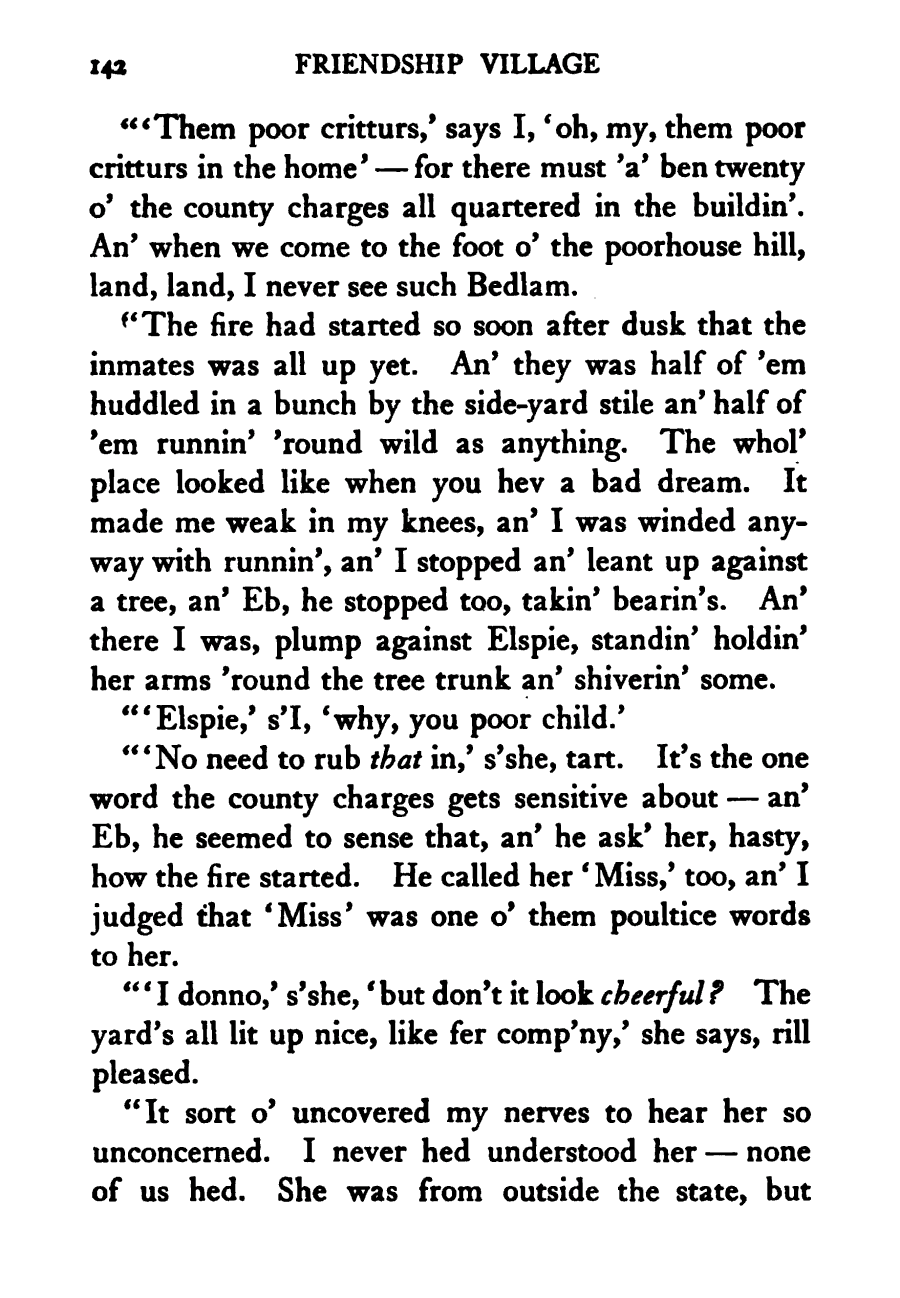 142 FRIENDSHIP VILLAGE
"'Them poor critturs,' says I, 'oh, my, them poor
critturs in the home' — for there must 'a' ben twenty
o' the county charges all quartered in the buildin'.
An' when we come to the foot o' the poorhouse hill,
land, land, I never see such Bedlam.
"The fire had started so soon after dusk that the
inmates was all up yet. An' they was half of 'em
huddled in a bunch by the side-yard stile an' half of
'em runnin' 'round wild as anything. The whol'
place looked like when you hev a bad dream. It
made me weak in my knees, an' I was winded any-
way with runnin', an' I stopped an' leant up against
a tree, an' Eb, he stopped too, takin' bearin's. An'
there I was, plump against Elspie, standin' holdin'
her arms 'round the tree trunk an' shiverin' some.
"'Elspie,' s'I, 'why, you poor child.'
"'No need to rub that in,' s'she, tart. It's the one
word the county charges gets sensitive about — an'
Eb, he seemed to sense that, an' he ask' her, hasty,
how the fire started. He called her 'Miss,' too, an' I
judged that 'Miss' was one o' them poultice words
to her.
"'I donno,' s'she, 'but don't it look cheerful? The
yard's all lit up nice, like fer comp'ny,' she says, rill
pleased.
"It sort o' uncovered my nerves to hear her so
unconcerned. I never hed understood her — none
of us hed. She was from outside the state, but